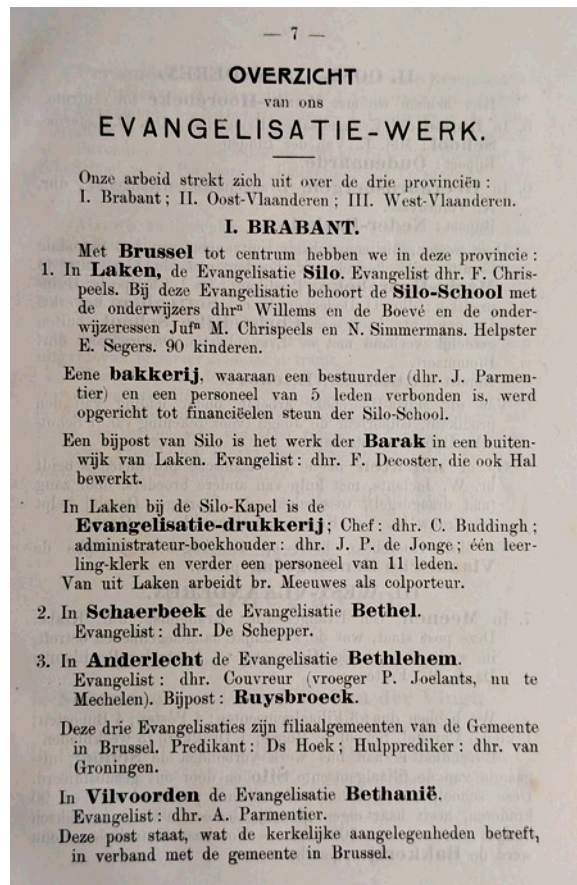 — 7 —
OVERZICHT
van ons
EVANGELISATIE-WERK.
Onze arbeid strekt zich uit over de drie provinciën :
I. Brabant ; II. Oost-Vlaanderen ; III. West-Vlaanderen.
I. BRABANT.
Met Brussel tot centrum hebben we in deze provincie :
1. In Laken, de Evangelisatie Silo. Evangelist dhr. F. Chris-
peels. Bij deze Evangelisatie behoort de Silo-School met
de onderwijzers dhrn Willems en de Boevé en de onder-
wijzeressen Jufn M. Chrispeels en N. Simmermans. Helpster
E. Segers. 90 kinderen.
Eene bakkerij, waaraan een bestuurder (dhr. J. Parmen-
tier) en een personeel van 5 leden verbonden is, werd
opgericht tot financiëelen steun der Silo-School.
Een bijpost van Silo is het werk der Barak in een buiten-
wijk van Laken. Evangelist : dhr. F. Decoster, die ook Hal
bewerkt.
In Laken bij de Silo-Kapel is de
Evangelisatie-drukkerij ; Chef : dhr. C. Buddingh ;
administrateur-boekhouder : dhr. J. P. de Jonge ; één leer-
ling-klerk en verder een personeel van 11 leden.
Van uit Laken arbeidt br. Meeuwes als colporteur.
2. In Schaerbeek de Evangelisatie Bethel.
Evangelist : dhr. De Schepper.
3. In Anderlecht de Evangelisatie Bethlehem.
Evangelist : dhr. Couvreur (vroeger P. Joelants, nu te
Mechelen). Bijpost : Ruysbroeck.
Deze drie Evangelisaties zijn filiaalgemeenten van de Gemeente
in Brussel. Predikant : Ds Hoek ; Hulpprediker : dhr. van
Groningen.
In Vilvoorden de Evangelisatie Bethanië.
Evangelist : dhr. A. Parmentier.
Deze post staat, wat de kerkelijke aangelegenheden betreft,
in verband met de gemeente in Brussel.